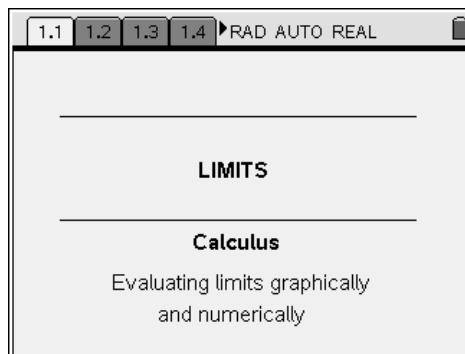 1.1 1.2 1.3 1.4 RAD AUTO REAL
LIMITS
Calculus
Evaluating limits graphically
and numerically